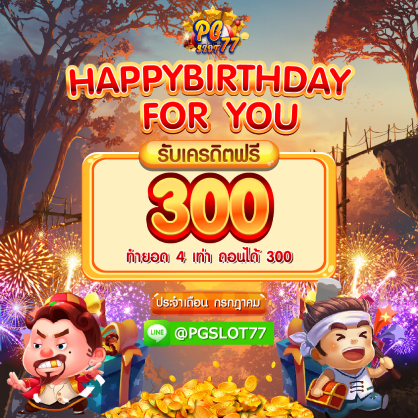 PG
SLOT77
HAPPYBIRTHDAY
FOR YOU
รับเครดิตฟรี
300
ทำยอด 4 เท่า ถอนได้ 300
ประจำเดือน กรกฎาคม
LINE @PGSLOT77